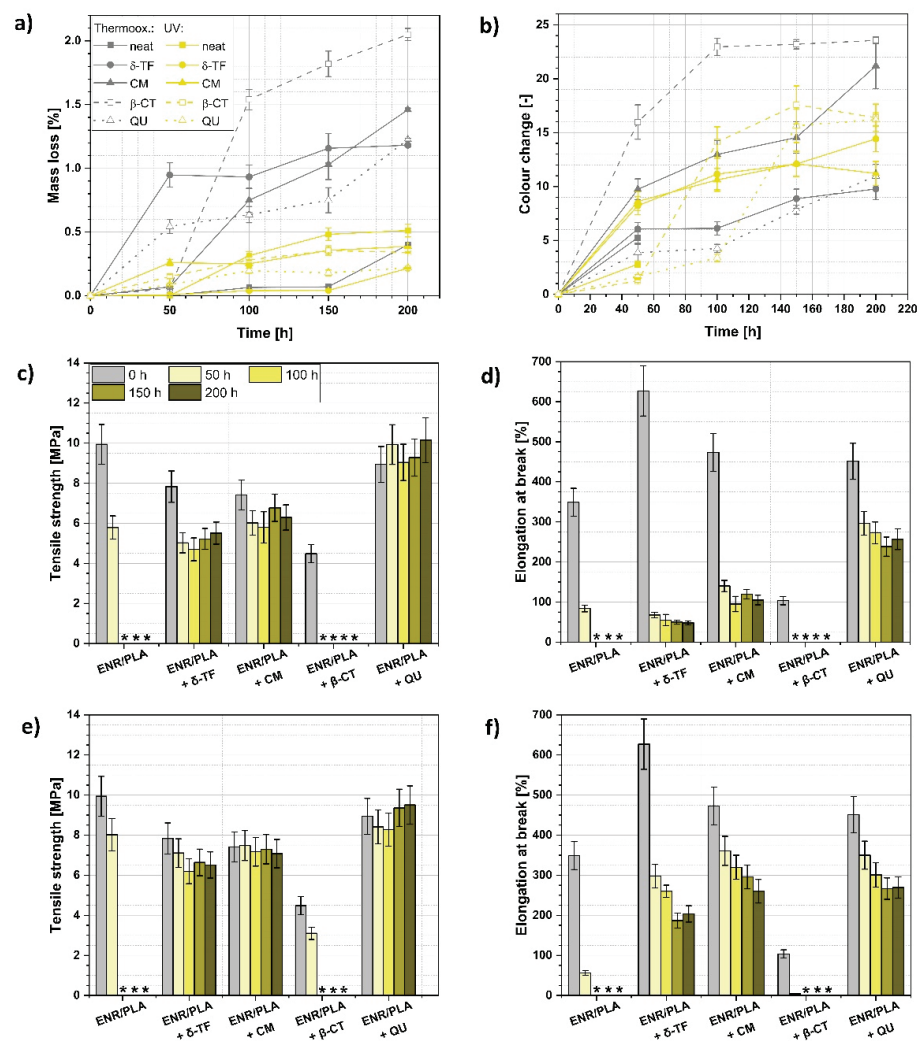 a)
Thermoox.: UV:
neat neat
δ-TF δ-TF
CM CM
β-CT β-CT
QU QU
Mass loss [%]
2.0
1.5
1.0
0.5
0.0
0 50 100 150 200
Time [h]
b)
Colour change [-]
25
20
15
10
5
0
0 20 40 60 80 100 120 140 160 180 200 220
Time [h]
c)
0 h 50 h 100 h
150 h 200 h
Tensile strength [MPa]
14
12
10
8
6
4
2
0
* * *
* * * *
ENR/PLA
ENR/PLA
+ δ-TF
ENR/PLA
+ CM
ENR/PLA
+ β-CT
ENR/PLA
+ QU
d)
Elongation at break [%]
700
600
500
400
300
200
100
0
* * *
* * * *
ENR/PLA
ENR/PLA
+ δ-TF
ENR/PLA
+ CM
ENR/PLA
+ β-CT
ENR/PLA
+ QU
e)
Tensile strength [MPa]
14
12
10
8
6
4
2
0
* * *
* * *
ENR/PLA
ENR/PLA
+ δ-TF
ENR/PLA
+ CM
ENR/PLA
+ β-CT
ENR/PLA
+ QU
f)
Elongation at break [%]
700
600
500
400
300
200
100
0
* * *
* * *
ENR/PLA
ENR/PLA
+ δ-TF
ENR/PLA
+ CM
ENR/PLA
+ β-CT
ENR/PLA
+ QU